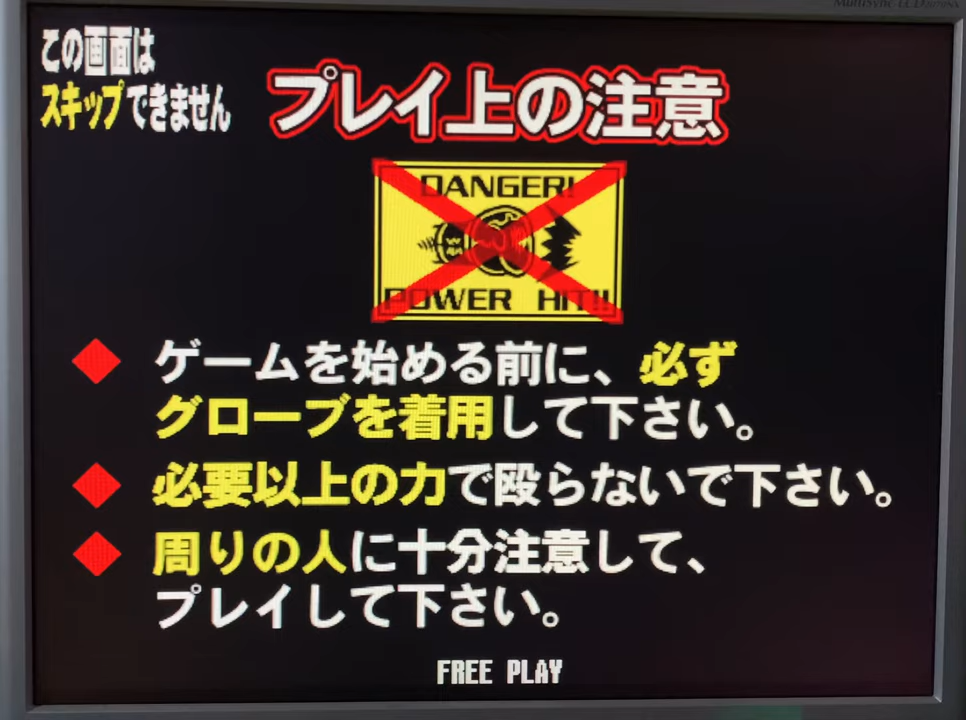 MultiSync LCD
この画面は
スキップできません
プレイ上の注意
DANGER!
POWER HIT!!
ゲームを始める前に、必ず
グローブを着用して下さい。
必要以上の力で殴らないで下さい。
周りの人に十分注意して、
プレイして下さい。
FREE PLAY